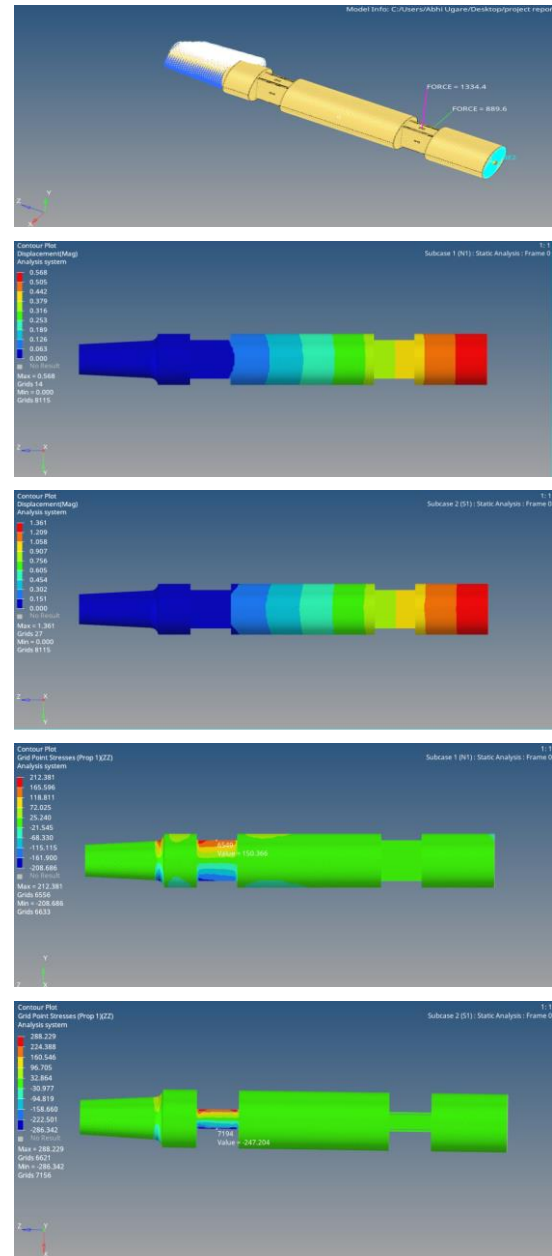 Model Info: C:/Users/Abhi Ugare/Desktop/project repor
FORCE = 1334.4
FORCE = 889.6
Z
Y
X
Contour Plot
Displacement(Mag)
Analysis system
0.568
0.505
0.442
0.379
0.316
0.253
0.189
0.126
0.063
0.000
No Result
Max = 0.568
Grids 14
Min = 0.000
Grids 8115
1: 1
Subcase 1 (N1) : Static Analysis : Frame 0
Z X
Y
Contour Plot
Displacement(Mag)
Analysis system
1.361
1.209
1.058
0.907
0.756
0.605
0.454
0.302
0.151
0.000
No Result
Max = 1.361
Grids 27
Min = 0.000
Grids 8115
1: 1
Subcase 2 (S1) : Static Analysis : Frame 0
Z X
Y
Contour Plot
Grid Point Stresses (Prop 1)(ZZ)
Analysis system
212.381
165.596
118.811
72.025
25.240
-21.545
-68.330
-115.115
-161.900
-208.686
No Result
Max = 212.381
Grids 6556
Min = -208.686
Grids 6633
1: 1
Subcase 1 (N1) : Static Analysis : Frame 0
6549
Value = 150.366
Y
Z X
Contour Plot
Grid Point Stresses (Prop 1)(ZZ)
Analysis system
288.229
224.388
160.546
96.705
32.864
-30.977
-94.819
-158.660
-222.501
-286.342
No Result
Max = 288.229
Grids 6621
Min = -286.342
Grids 7156
1: 1
Subcase 2 (S1) : Static Analysis : Frame 0
7194
Value = -247.204
Z Y